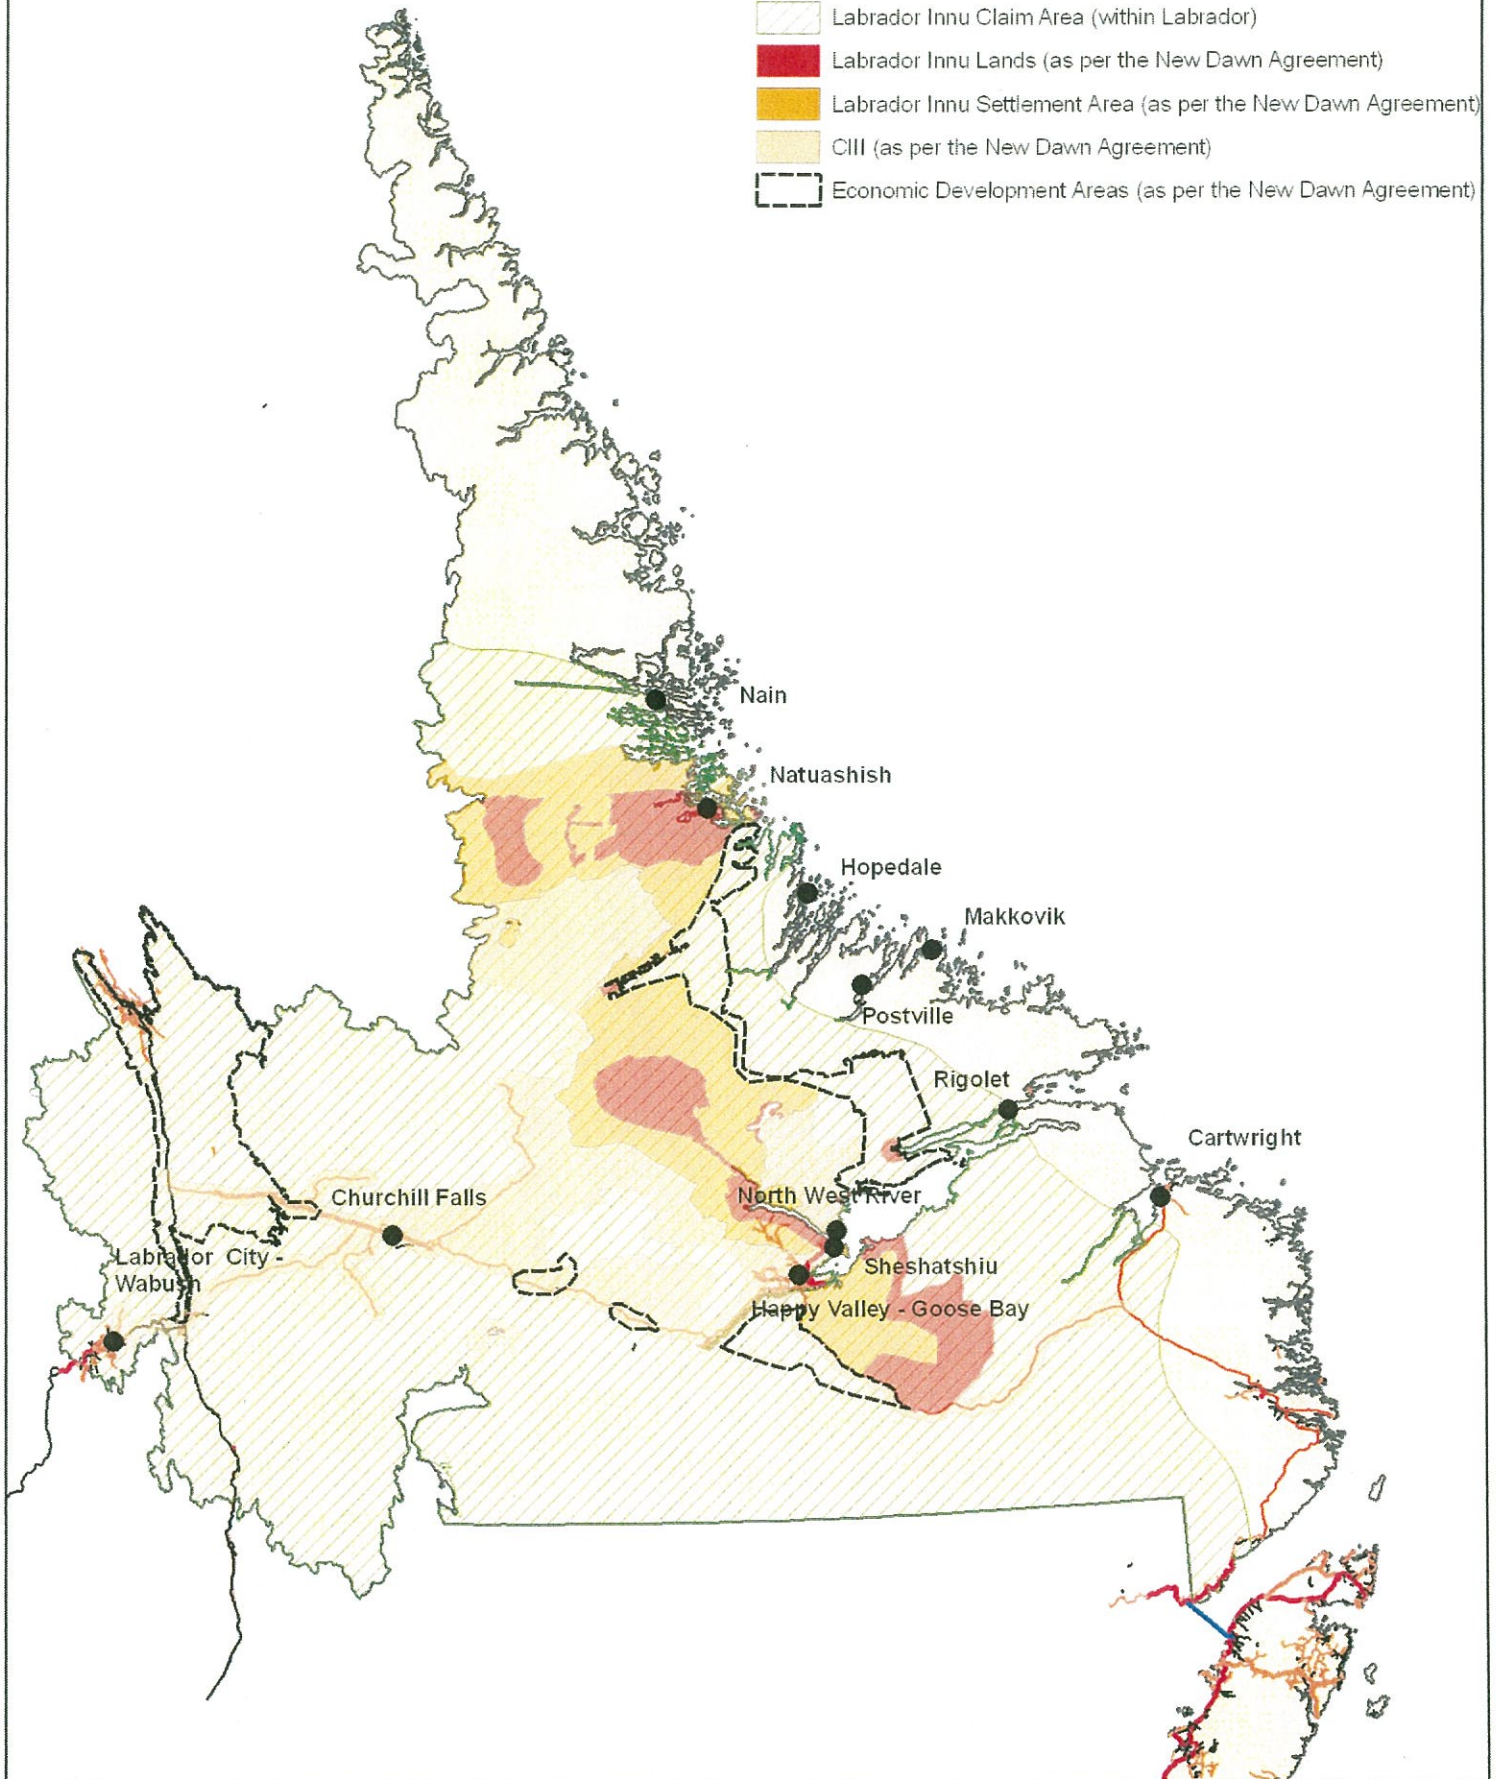 Labrador Innu Claim Area (within Labrador)
Labrador Innu Lands (as per the New Dawn Agreement)
Labrador Innu Settlement Area (as per the New Dawn Agreement)
CIII (as per the New Dawn Agreement)
Economic Development Areas (as per the New Dawn Agreement)
Nain
Natuashish
Hopedale
Makkovik
Postville
Rigolet
Cartwright
Churchill Falls
North West River
Labrador City -
Wabush
Sheshatshiu
Happy Valley - Goose Bay